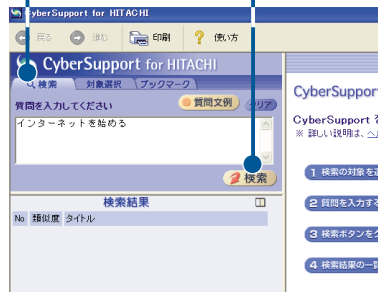 CyberSupport for HITACHI
戻る 進む 印刷 ? 使い方
CyberSupport for HITACHI
検索 対象選択 ブックマーク
質問を入力してください 質問文例 クリア
インターネットを始める
検索
検索結果
No 類似度 タイトル
CyberSuppor
CyberSupport
※ 詳しい説明は、ヘ
1 検索の対象を
2 質問を入力する
3 検索ボタンを
4 検索結果の一